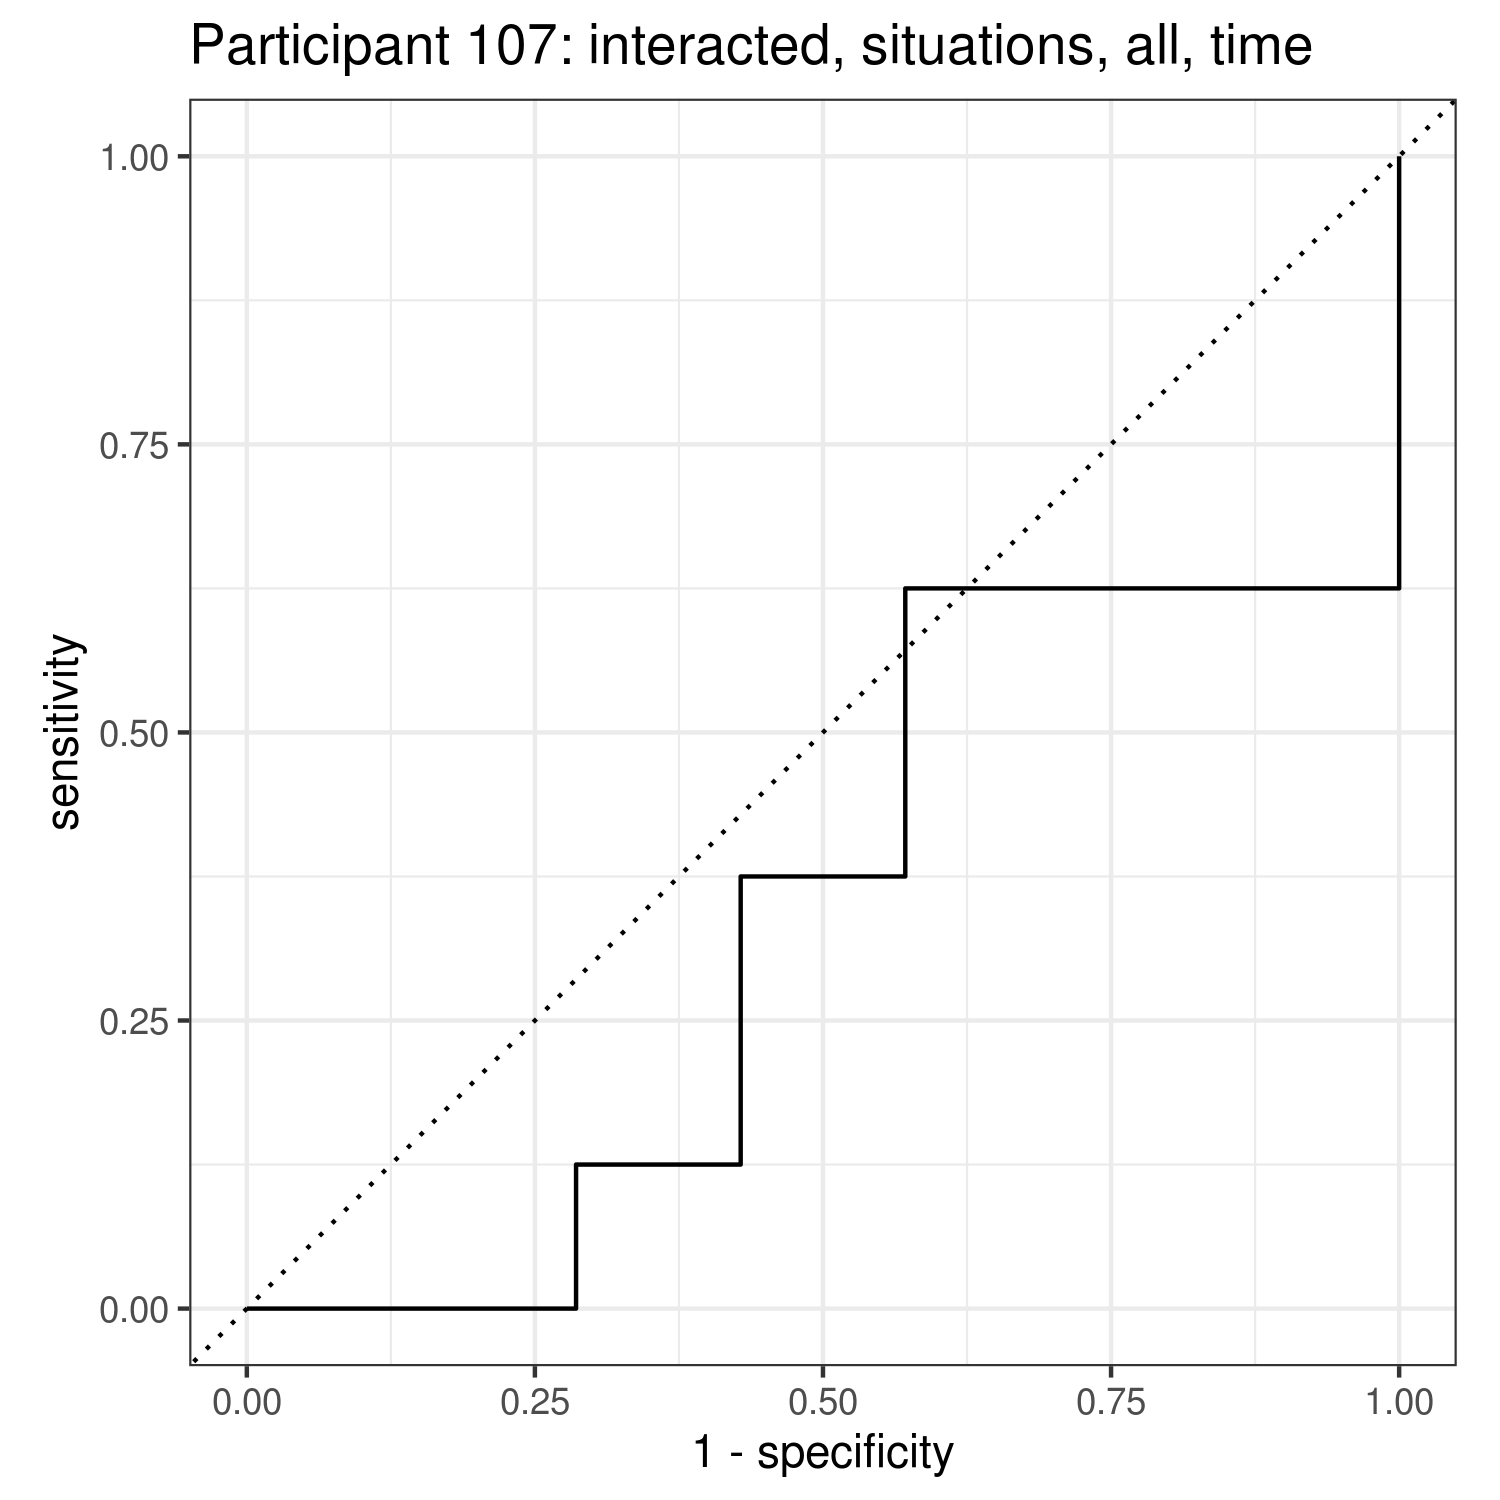 Participant 107: interacted, situations, all, time
1.00
0.75
0.50
0.25
0.00
sensitivity
0.00 0.25 0.50 0.75 1.00
1 - specificity